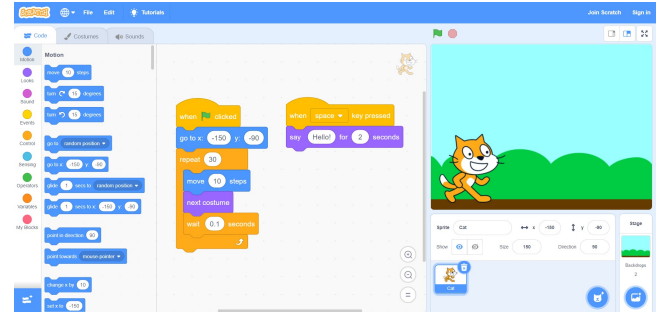 SCRATCH
File Edit Tutorials Join Scratch Sign in
Code Costumes Sounds
Motion
Looks
Sound
Events
Control
Sensing
Operators
Variables
My Blocks
Motion
move 10 steps
turn 15 degrees
turn 15 degrees
go to random position
go to x: -150 y: -90
glide 1 secs to random position
glide 1 secs to x: -150 y: -90
point in direction 90
point towards mouse-pointer
change x by 10
set x to -150
when clicked
go to x: -150 y: -90
repeat 30
move 10 steps
next costume
wait 0.1 seconds
when space key pressed
say Hello! for 2 seconds
Sprite Cat x -150 y -90
Show Size 150 Direction 90
Cat
Stage
Backdrops
2